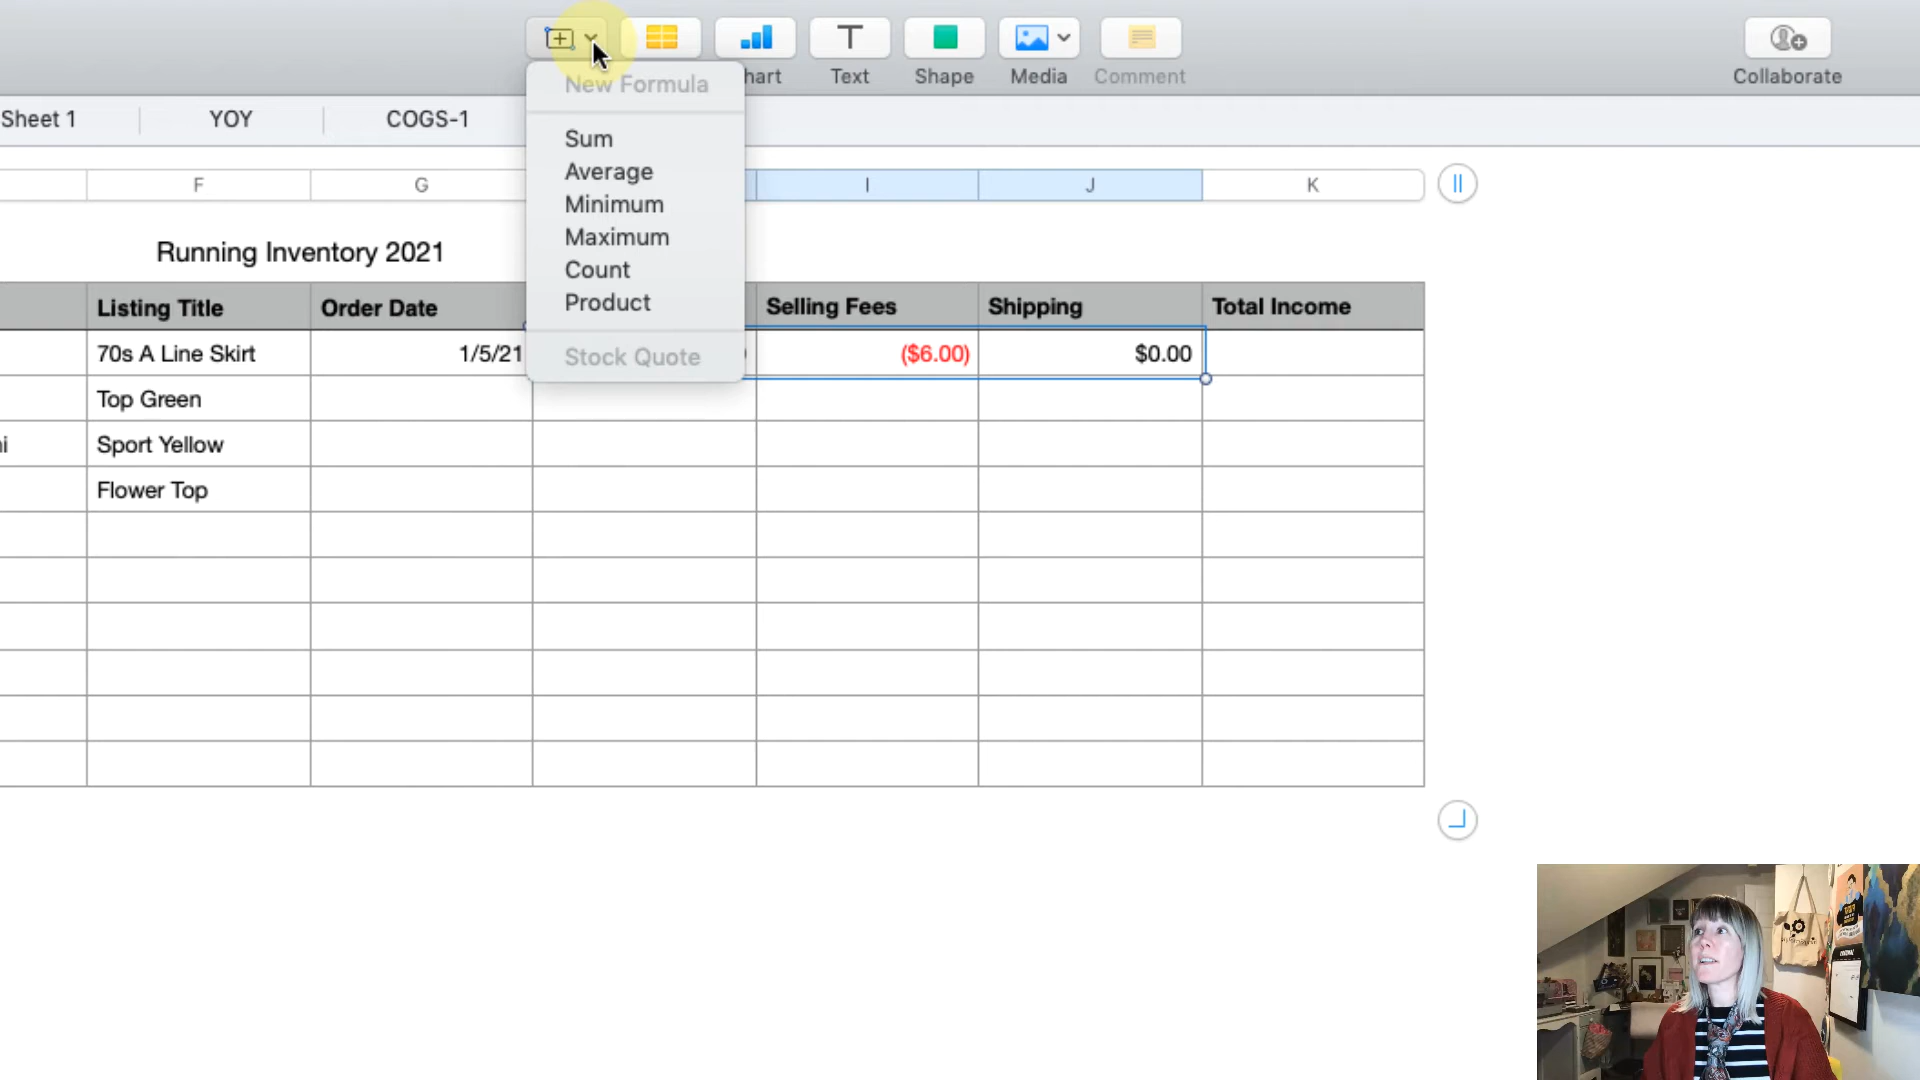 New Formula
hart
Text
Shape
Media
Comment
Collaborate
Sheet 1
YOY
COGS-1
Sum
Average
Minimum
Maximum
Count
Product
Stock Quote
F
G
I
J
K
Running Inventory 2021
Listing Title
Order Date
Selling Fees
Shipping
Total Income
70s A Line Skirt
1/5/21
)
($6.00)
$0.00
Top Green
ni
Sport Yellow
Flower Top